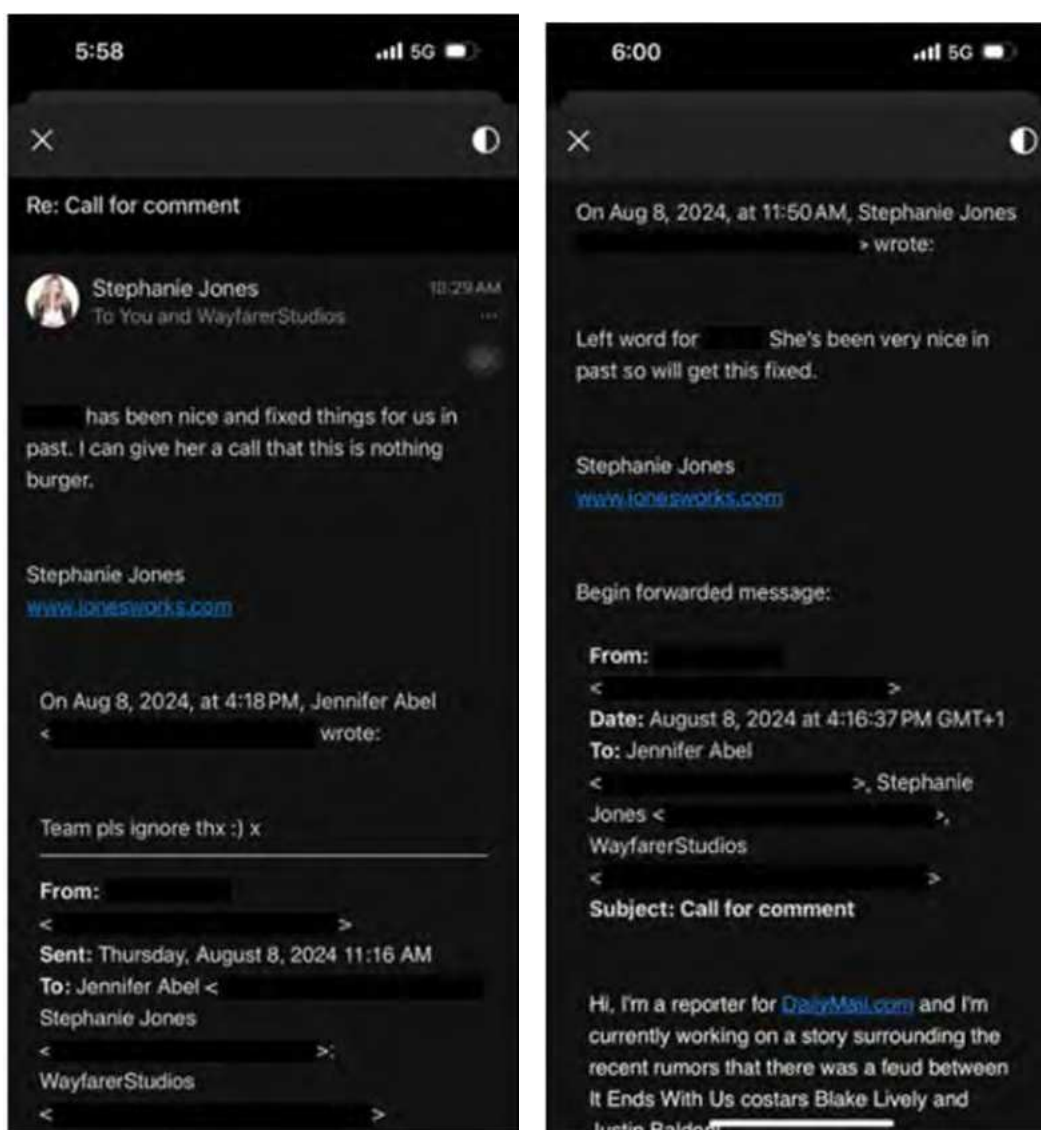 5:58
5G
Re: Call for comment
Stephanie Jones
10:29 AM
To You and WayfarerStudios
has been nice and fixed things for us in
past. I can give her a call that this is nothing
burger.
Stephanie Jones
www.jonesworks.com
On Aug 8, 2024, at 4:18 PM, Jennifer Abel
< wrote:
Team pls ignore thx :) x
From:
< >
Sent: Thursday, August 8, 2024 11:16 AM
To: Jennifer Abel <
Stephanie Jones
< >;
WayfarerStudios
< >
6:00
5G
On Aug 8, 2024, at 11:50 AM, Stephanie Jones
> wrote:
Left word for She's been very nice in
past so will get this fixed.
Stephanie Jones
www.jonesworks.com
Begin forwarded message:
From:
< >
Date: August 8, 2024 at 4:16:37 PM GMT+1
To: Jennifer Abel
< >, Stephanie
Jones < >,
WayfarerStudios
< >
Subject: Call for comment
Hi, I'm a reporter for DailyMail.com and I'm
currently working on a story surrounding the
recent rumors that there was a feud between
It Ends With Us costars Blake Lively and
Justin Baldoni